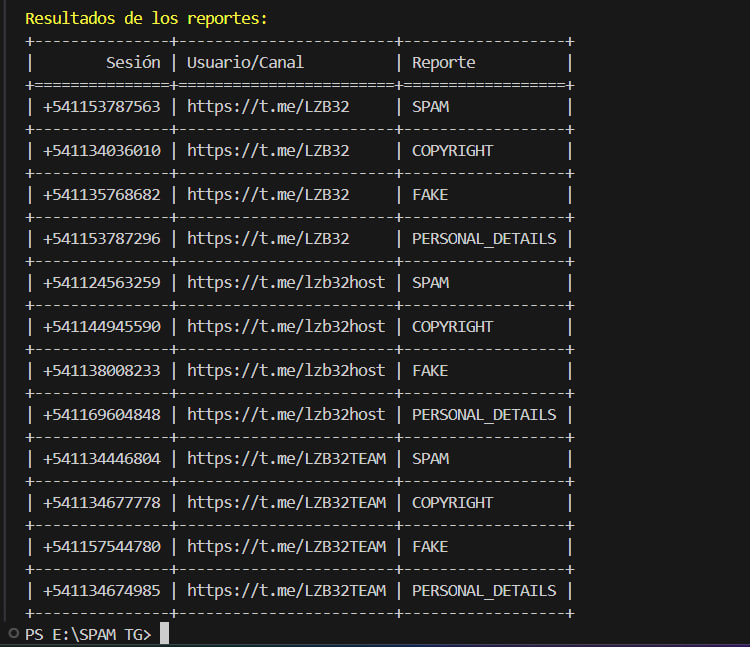 Resultados de los reportes:
| Sesión | Usuario/Canal | Reporte |
| +541153787563 | https://t.me/LZB32 | SPAM |
| +541134036010 | https://t.me/LZB32 | COPYRIGHT |
| +541135768682 | https://t.me/LZB32 | FAKE |
| +541153787296 | https://t.me/LZB32 | PERSONAL_DETAILS |
| +541124563259 | https://t.me/lzb32host | SPAM |
| +541144945590 | https://t.me/lzb32host | COPYRIGHT |
| +541138008233 | https://t.me/lzb32host | FAKE |
| +541169604848 | https://t.me/lzb32host | PERSONAL_DETAILS |
| +541134446804 | https://t.me/LZB32TEAM | SPAM |
| +541134677778 | https://t.me/LZB32TEAM | COPYRIGHT |
| +541157544780 | https://t.me/LZB32TEAM | FAKE |
| +541134674985 | https://t.me/LZB32TEAM | PERSONAL_DETAILS |
PS E:\SPAM TG>